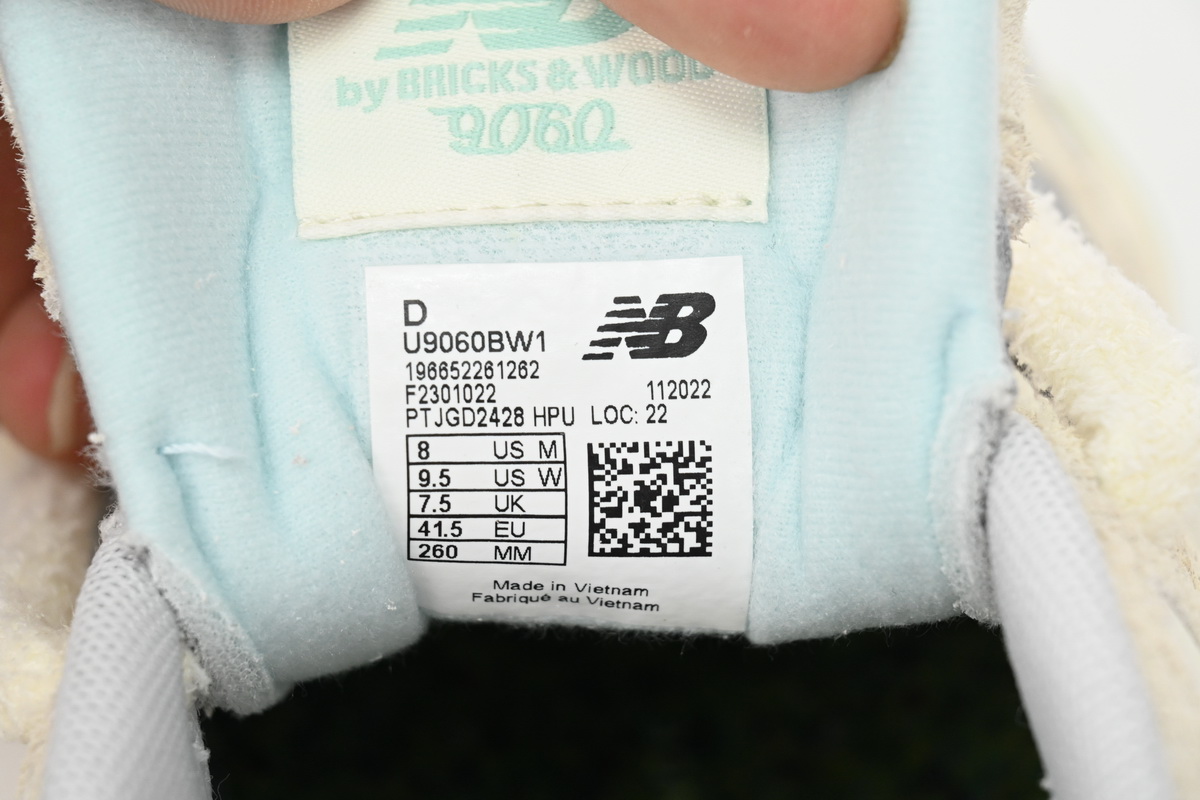 by BRICKS & WOOD
9060
D
NB
U9060BW1
196652261262
F2301022 112022
PTJGD2428 HPU LOC: 22
8 US M
9.5 US W
7.5 UK
41.5 EU
260 MM
Made in Vietnam
Fabriqué au Vietnam